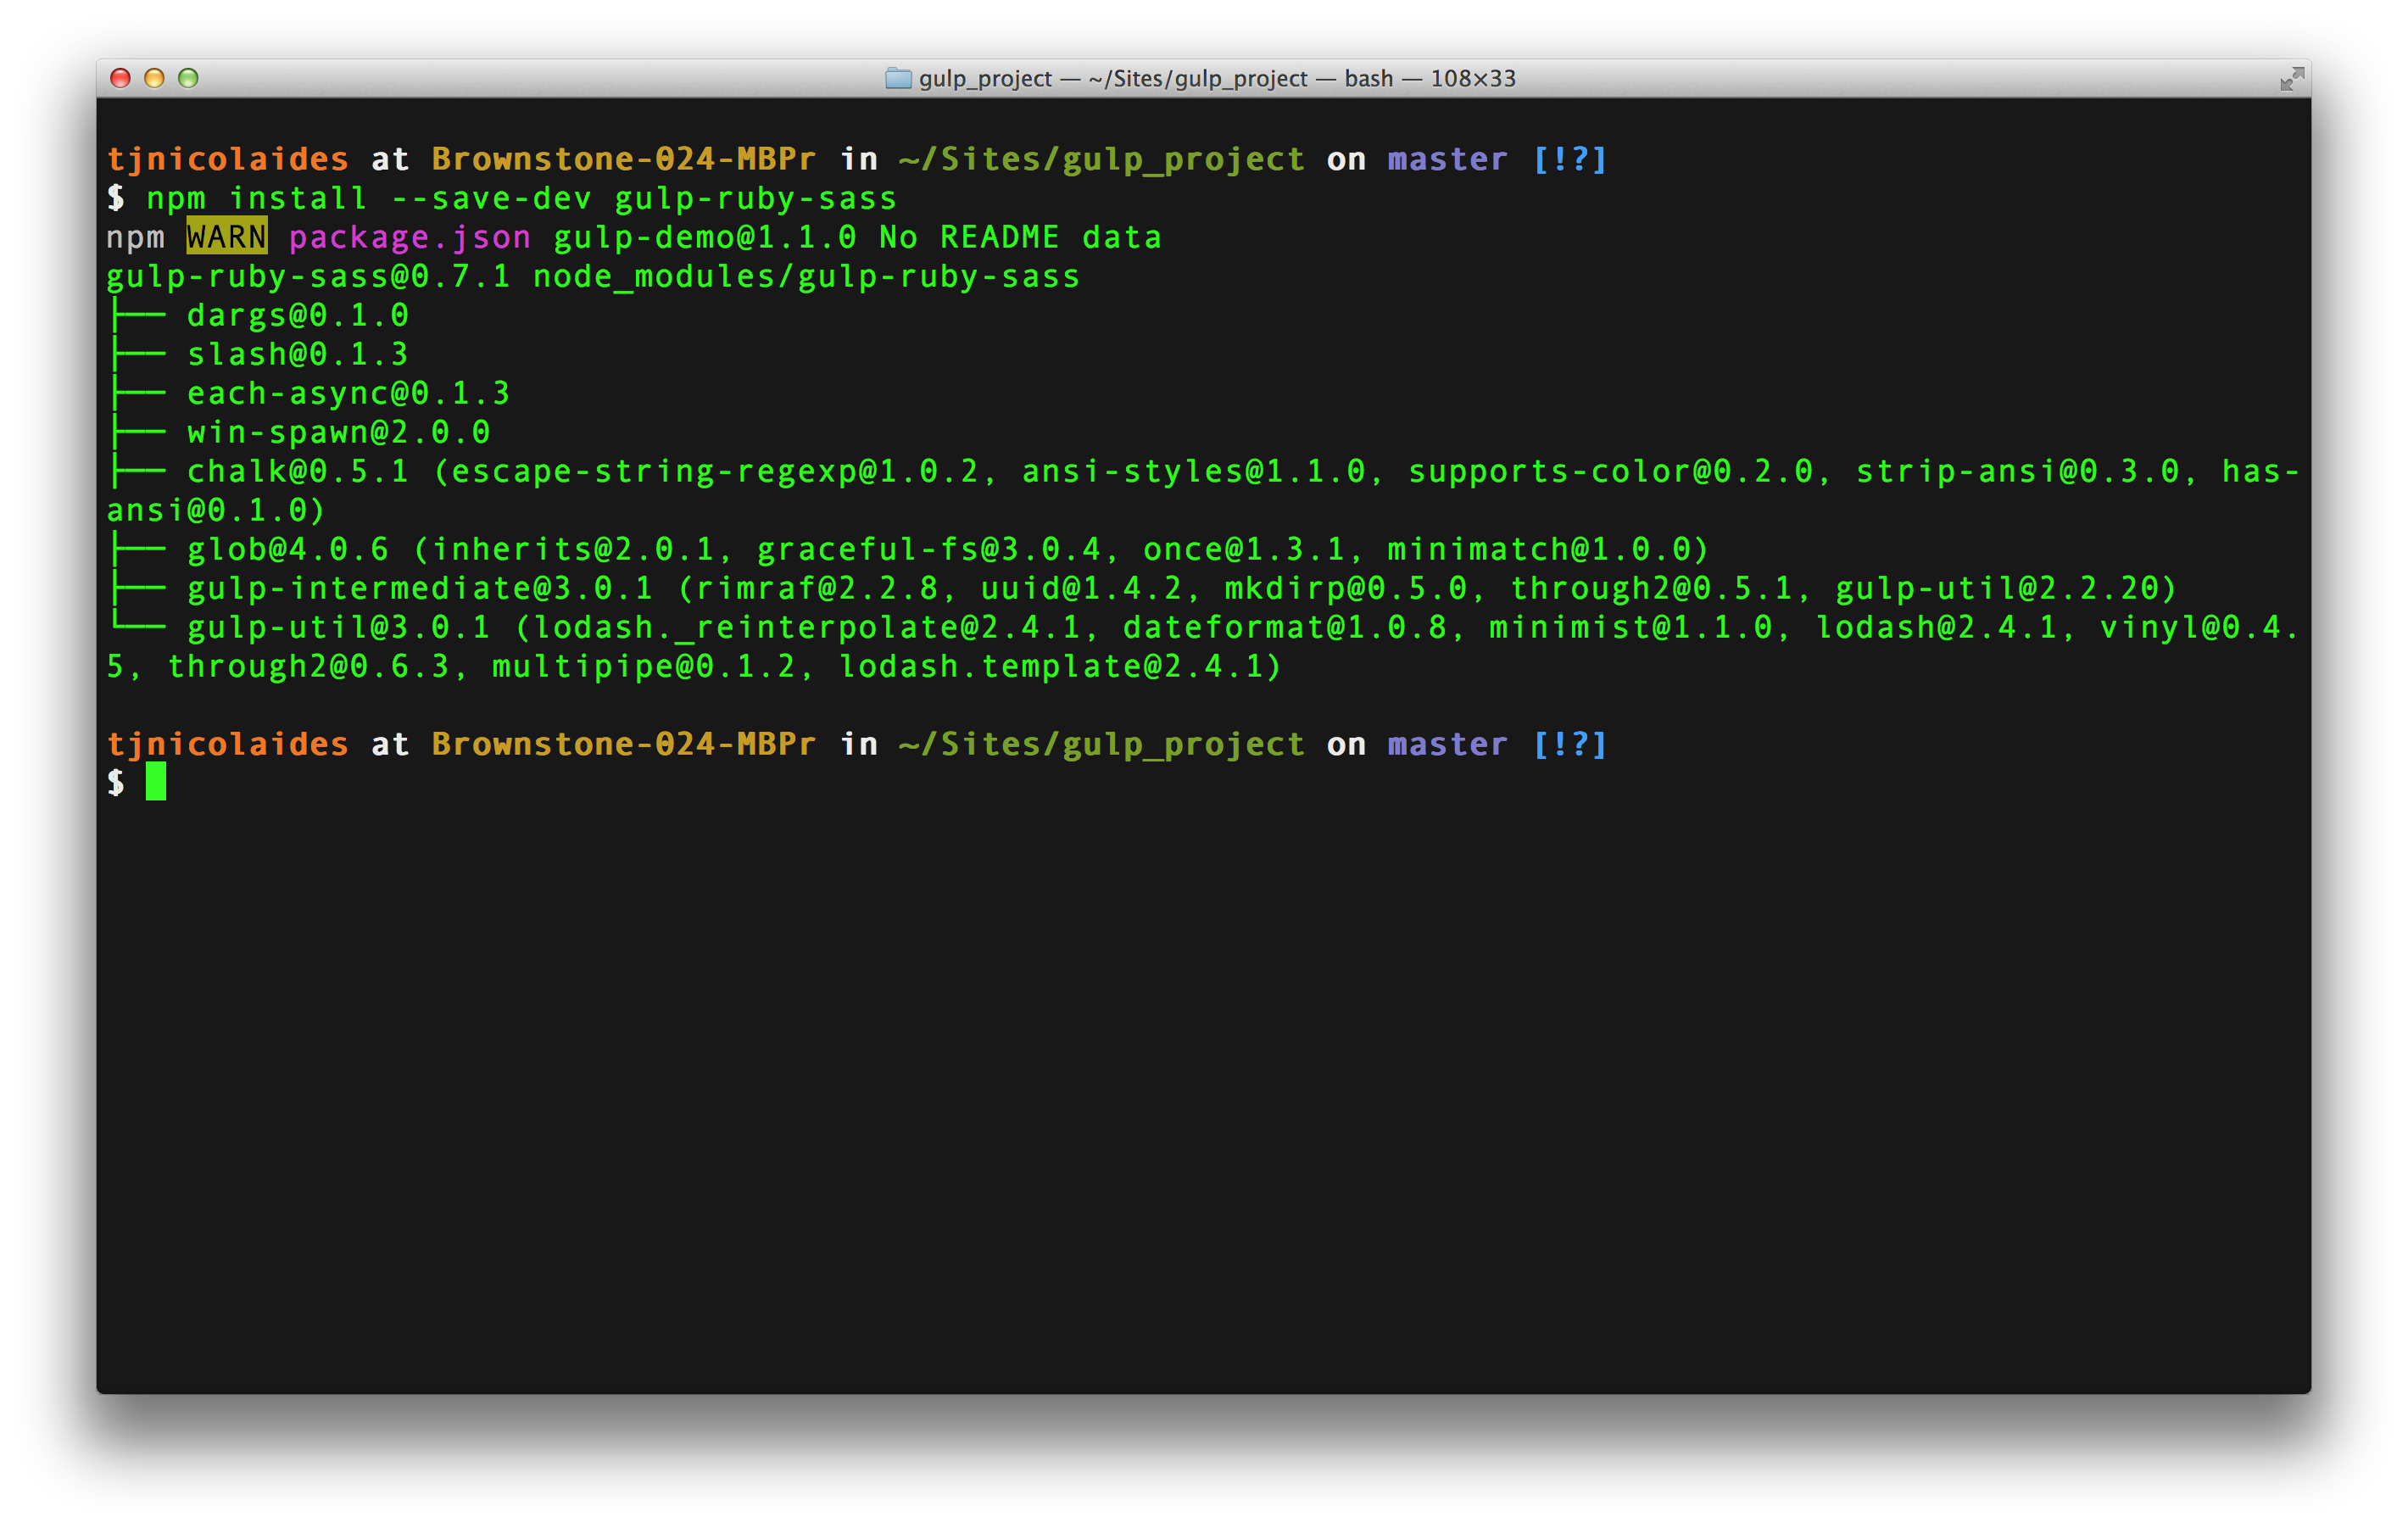 gulp_project — ~/Sites/gulp_project — bash — 108×33
tjnicolaides at Brownstone-024-MBPr in ~/Sites/gulp_project on master [!?]
$ npm install --save-dev gulp-ruby-sass
npm WARN package.json gulp-demo@1.1.0 No README data
gulp-ruby-sass@0.7.1 node_modules/gulp-ruby-sass
├── dargs@0.1.0
├── slash@0.1.3
├── each-async@0.1.3
├── win-spawn@2.0.0
├── chalk@0.5.1 (escape-string-regexp@1.0.2, ansi-styles@1.1.0, supports-color@0.2.0, strip-ansi@0.3.0, has-
ansi@0.1.0)
├── glob@4.0.6 (inherits@2.0.1, graceful-fs@3.0.4, once@1.3.1, minimatch@1.0.0)
├── gulp-intermediate@3.0.1 (rimraf@2.2.8, uuid@1.4.2, mkdirp@0.5.0, through2@0.5.1, gulp-util@2.2.20)
└── gulp-util@3.0.1 (lodash._reinterpolate@2.4.1, dateformat@1.0.8, minimist@1.1.0, lodash@2.4.1, vinyl@0.4.
5, through2@0.6.3, multipipe@0.1.2, lodash.template@2.4.1)
tjnicolaides at Brownstone-024-MBPr in ~/Sites/gulp_project on master [!?]
$